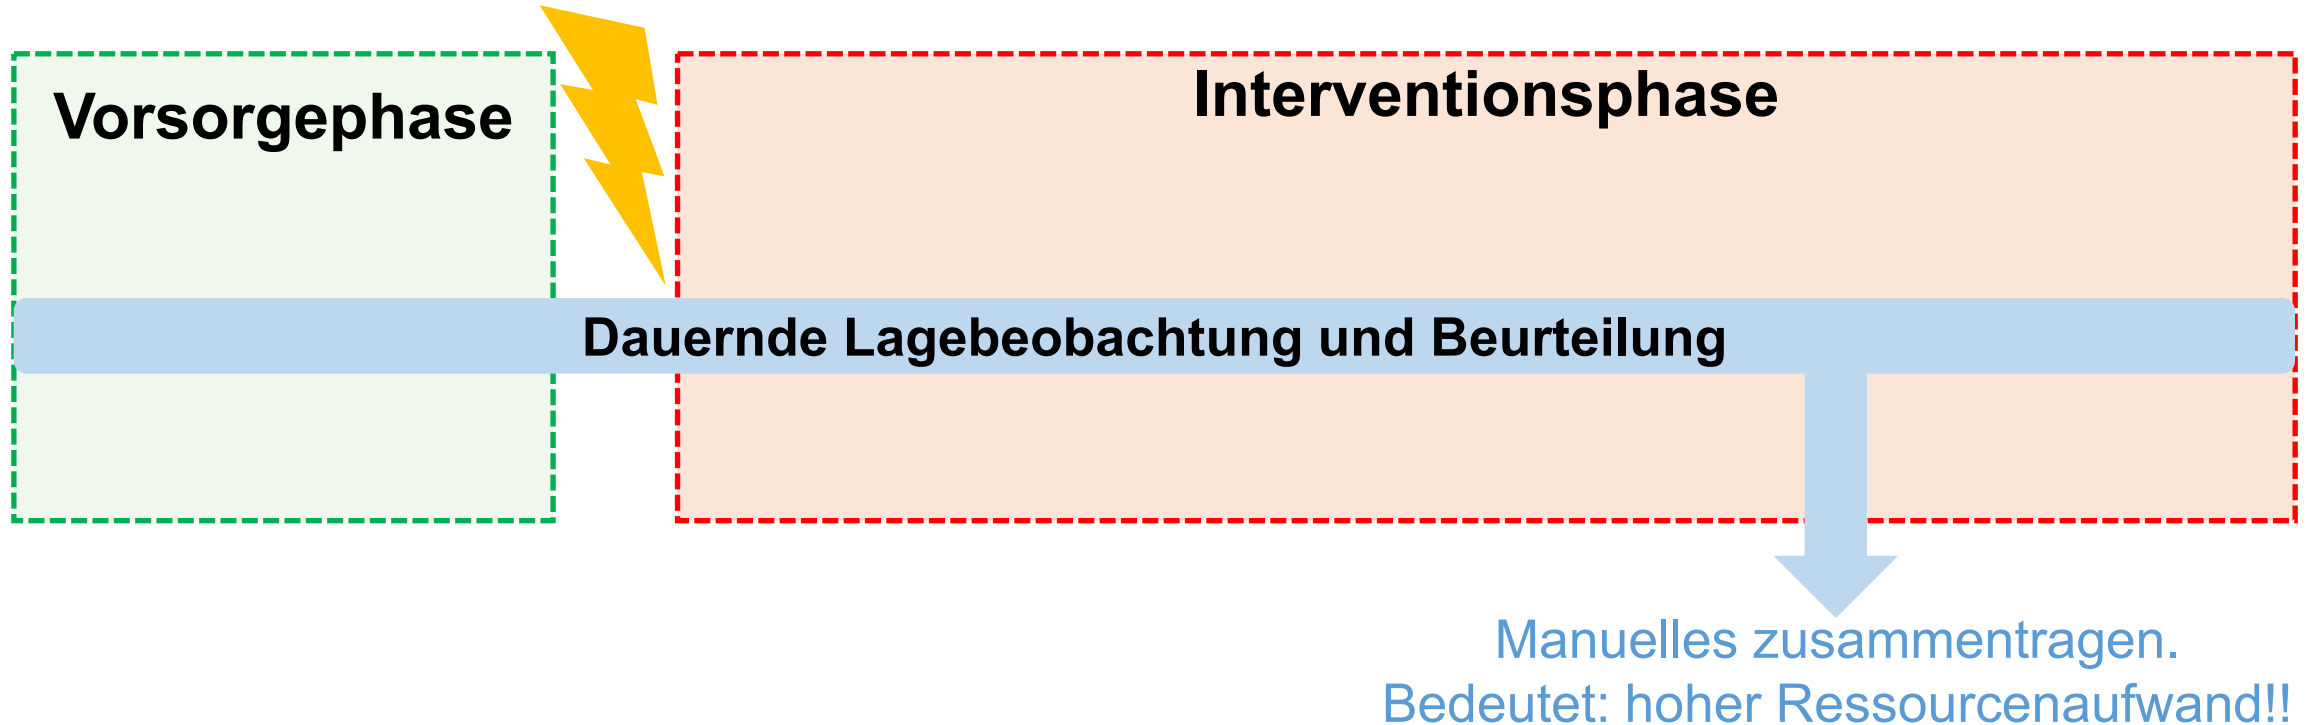 Vorsorgephase
Interventionsphase
Dauernde Lagebeobachtung und Beurteilung
Manuelles zusammentragen.
Bedeutet: hoher Ressourcenaufwand!!